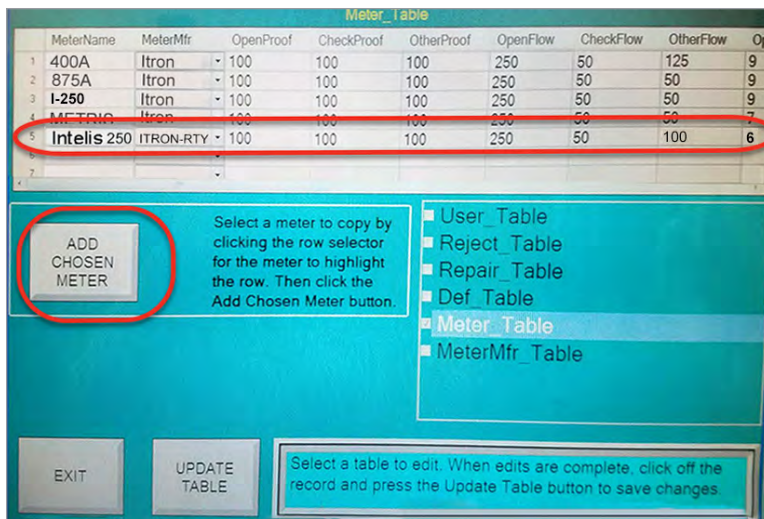 Meter_Table
MeterName MeterMfr OpenProof CheckProof OtherProof OpenFlow CheckFlow OtherFlow
1 400A Itron 100 100 100 250 50 125 9
2 875A Itron 100 100 100 250 50 50 9
3 I-250 Itron 100 100 100 250 50 50 9
4 METRIS Itron 100 100 100 250 50 50 7
5 Intelis 250 ITRON-RTY 100 100 100 250 50 100 6
6
7
ADD
CHOSEN
METER
Select a meter to copy by
clicking the row selector
for the meter to highlight
the row. Then click the
Add Chosen Meter button.
User_Table
Reject_Table
Repair_Table
Def_Table
Meter_Table
MeterMfr_Table
EXIT
UPDATE
TABLE
Select a table to edit. When edits are complete, click off the
record and press the Update Table button to save changes.